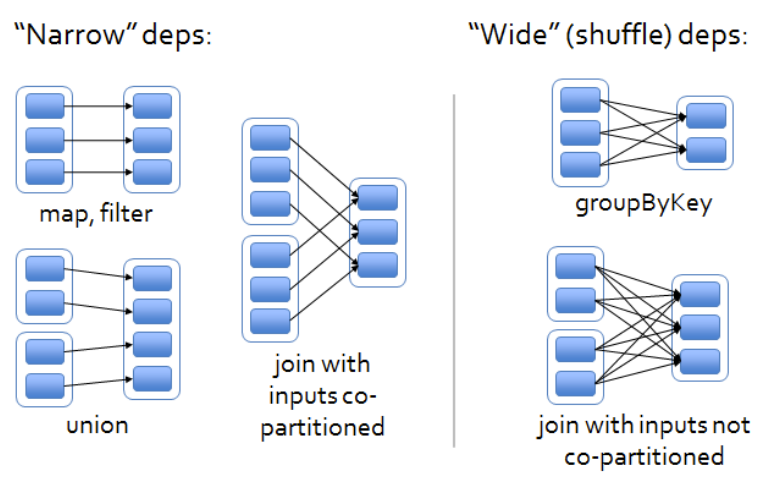 “Narrow” deps:
“Wide” (shuffle) deps:
map, filter
union
join with
inputs co-
partitioned
groupByKey
join with inputs not
co-partitioned